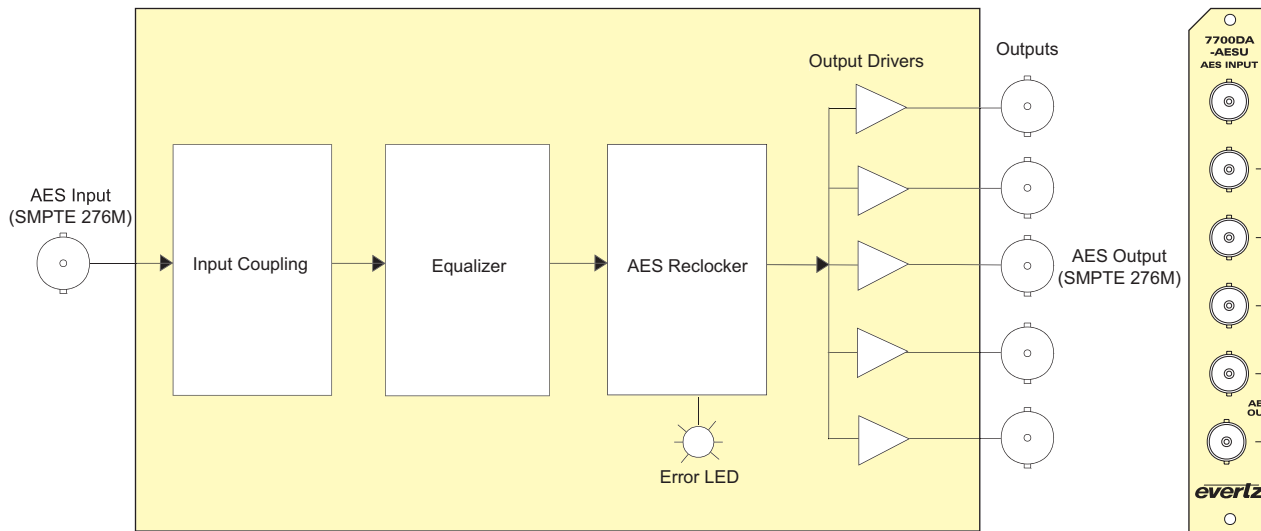 Output Drivers
Outputs
AES Input
(SMPTE 276M)
Input Coupling
Equalizer
AES Reclocker
AES Output
(SMPTE 276M)
Error LED
7700DA
-AESU
AES INPUT
evertz